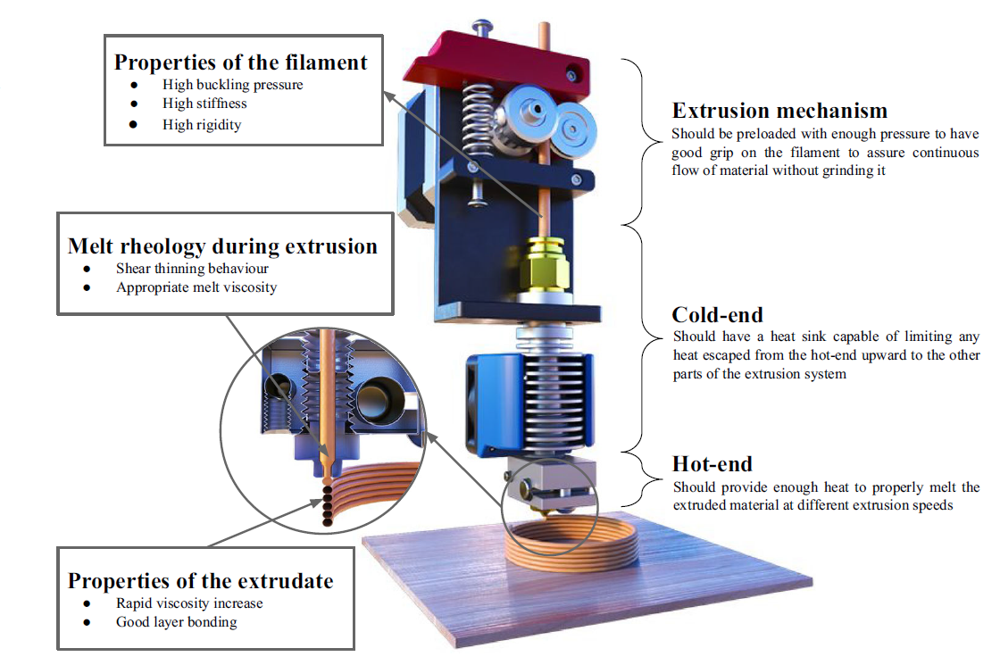 Properties of the filament
● High buckling pressure
● High stiffness
● High rigidity
Extrusion mechanism
Should be preloaded with enough pressure to have
good grip on the filament to assure continuous
flow of material without grinding it
Melt rheology during extrusion
● Shear thinning behaviour
● Appropriate melt viscosity
Cold-end
Should have a heat sink capable of limiting any
heat escaped from the hot-end upward to the other
parts of the extrusion system
Hot-end
Should provide enough heat to properly melt the
extruded material at different extrusion speeds
Properties of the extrudate
● Rapid viscosity increase
● Good layer bonding